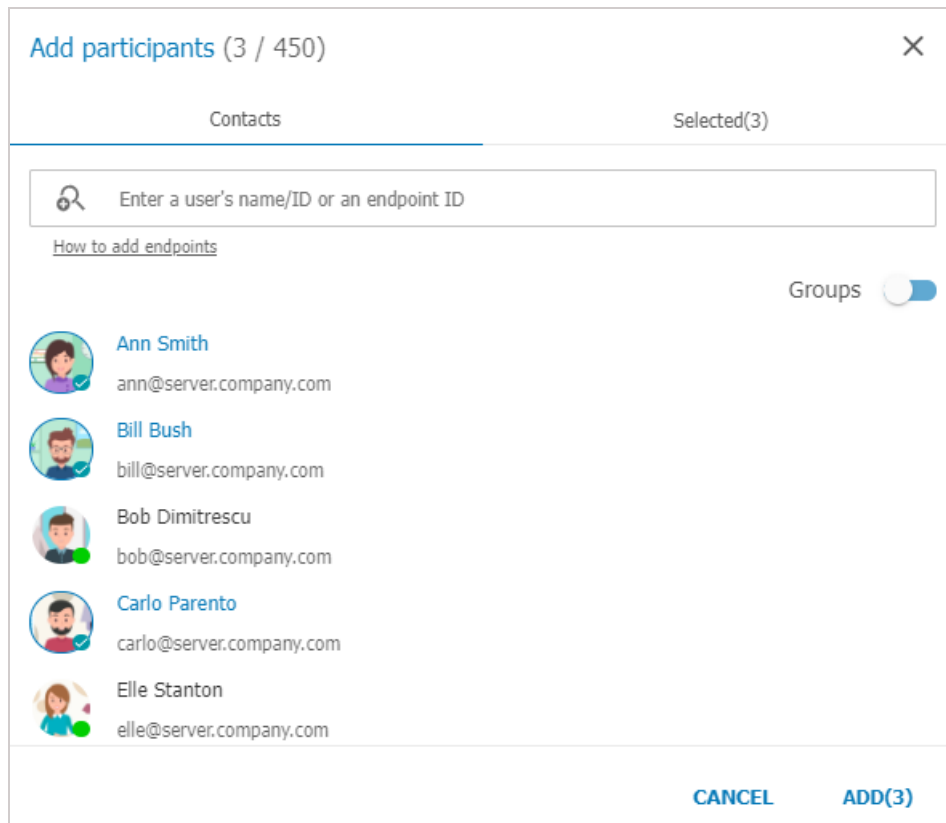 Add participants (3 / 450)
Contacts
Selected(3)
Enter a user's name/ID or an endpoint ID
How to add endpoints
Groups
Ann Smith
ann@server.company.com
Bill Bush
bill@server.company.com
Bob Dimitrescu
bob@server.company.com
Carlo Parento
carlo@server.company.com
Elle Stanton
elle@server.company.com
CANCEL
ADD(3)